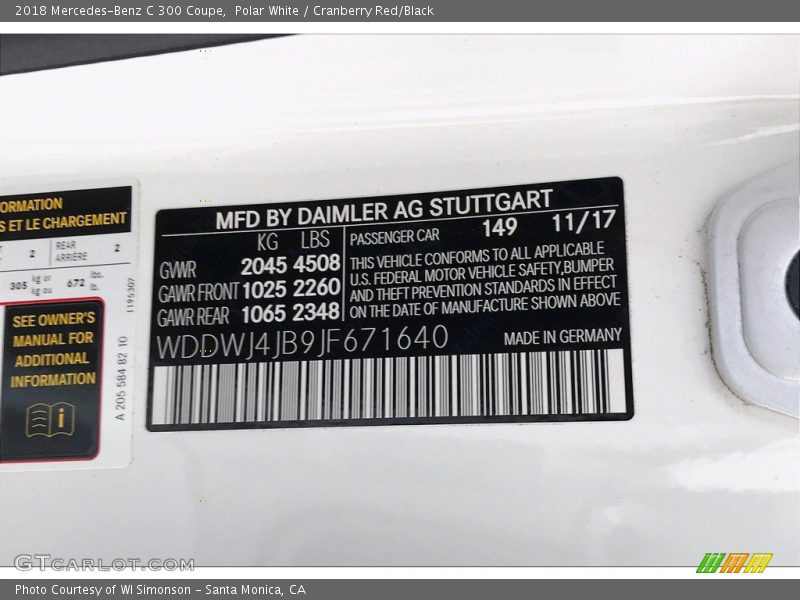 2018 Mercedes-Benz C 300 Coupe,  Polar White / Cranberry Red/Black
ORMATION
S ET LE CHARGEMENT
2 REAR ARRIERE 2
305 kg or kg ou 672 lbs. lb.
SEE OWNER'S
MANUAL FOR
ADDITIONAL
INFORMATION
i
A 205 584 82 10
1195307
MFD BY DAIMLER AG STUTTGART
KG LBS
GVWR 2045 4508
GAWR FRONT 1025 2260
GAWR REAR 1065 2348
PASSENGER CAR 149 11/17
THIS VEHICLE CONFORMS TO ALL APPLICABLE
U.S. FEDERAL MOTOR VEHICLE SAFETY,BUMPER
AND THEFT PREVENTION STANDARDS IN EFFECT
ON THE DATE OF MANUFACTURE SHOWN ABOVE
WDDWJ4JB9JF671640 MADE IN GERMANY
GTCARLOT.COM
Photo Courtesy of WI Simonson - Santa Monica, CA